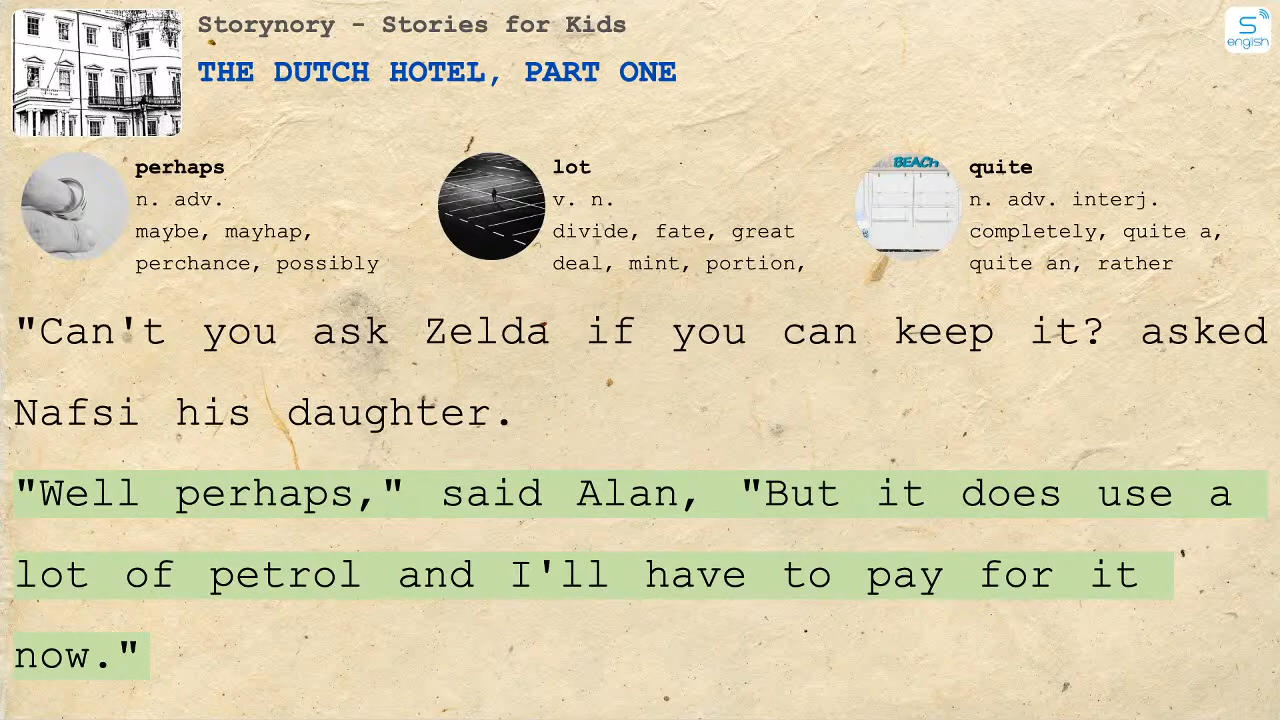 Storynory - Stories for Kids
THE DUTCH HOTEL, PART ONE
S
english
perhaps
n. adv.
maybe, mayhap,
perchance, possibly
lot
v. n.
divide, fate, great
deal, mint, portion,
BEACH
quite
n. adv. interj.
completely, quite a,
quite an, rather
"Can't you ask Zelda if you can keep it? asked
Nafsi his daughter.
"Well perhaps," said Alan, "But it does use a
lot of petrol and I'll have to pay for it
now."